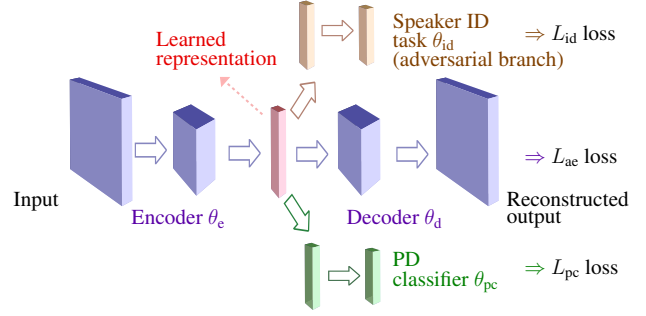 Speaker ID
task θid
(adversarial branch)
⇒ Lid loss
Learned
representation
Input
Encoder θe
Decoder θd
Reconstructed
output
⇒ Lae loss
PD
classifier θpc
⇒ Lpc loss